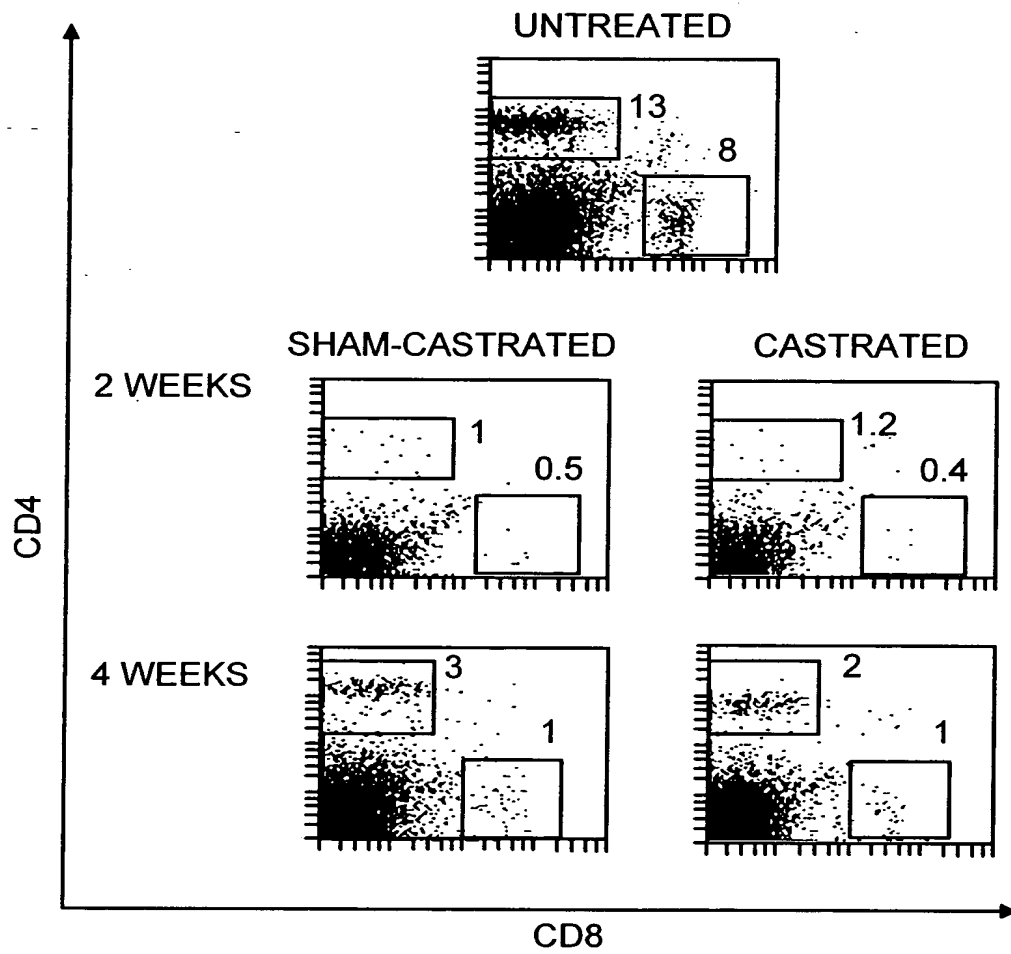 UNTREATED
13
8
SHAM-CASTRATED
CASTRATED
2 WEEKS
1
0.5
1.2
0.4
4 WEEKS
3
1
2
1
CD4
CD8